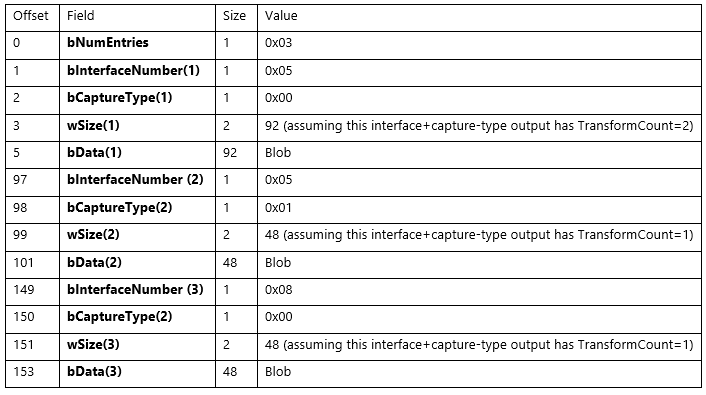 Offset Field Size Value
0 bNumEntries 1 0x03
1 bInterfaceNumber(1) 1 0x05
2 bCaptureType(1) 1 0x00
3 wSize(1) 2 92 (assuming this interface+capture-type output has TransformCount=2)
5 bData(1) 92 Blob
97 bInterfaceNumber (2) 1 0x05
98 bCaptureType(2) 1 0x01
99 wSize(2) 2 48 (assuming this interface+capture-type output has TransformCount=1)
101 bData(2) 48 Blob
149 bInterfaceNumber (3) 1 0x08
150 bCaptureType(2) 1 0x00
151 wSize(3) 2 48 (assuming this interface+capture-type output has TransformCount=1)
153 bData(3) 48 Blob